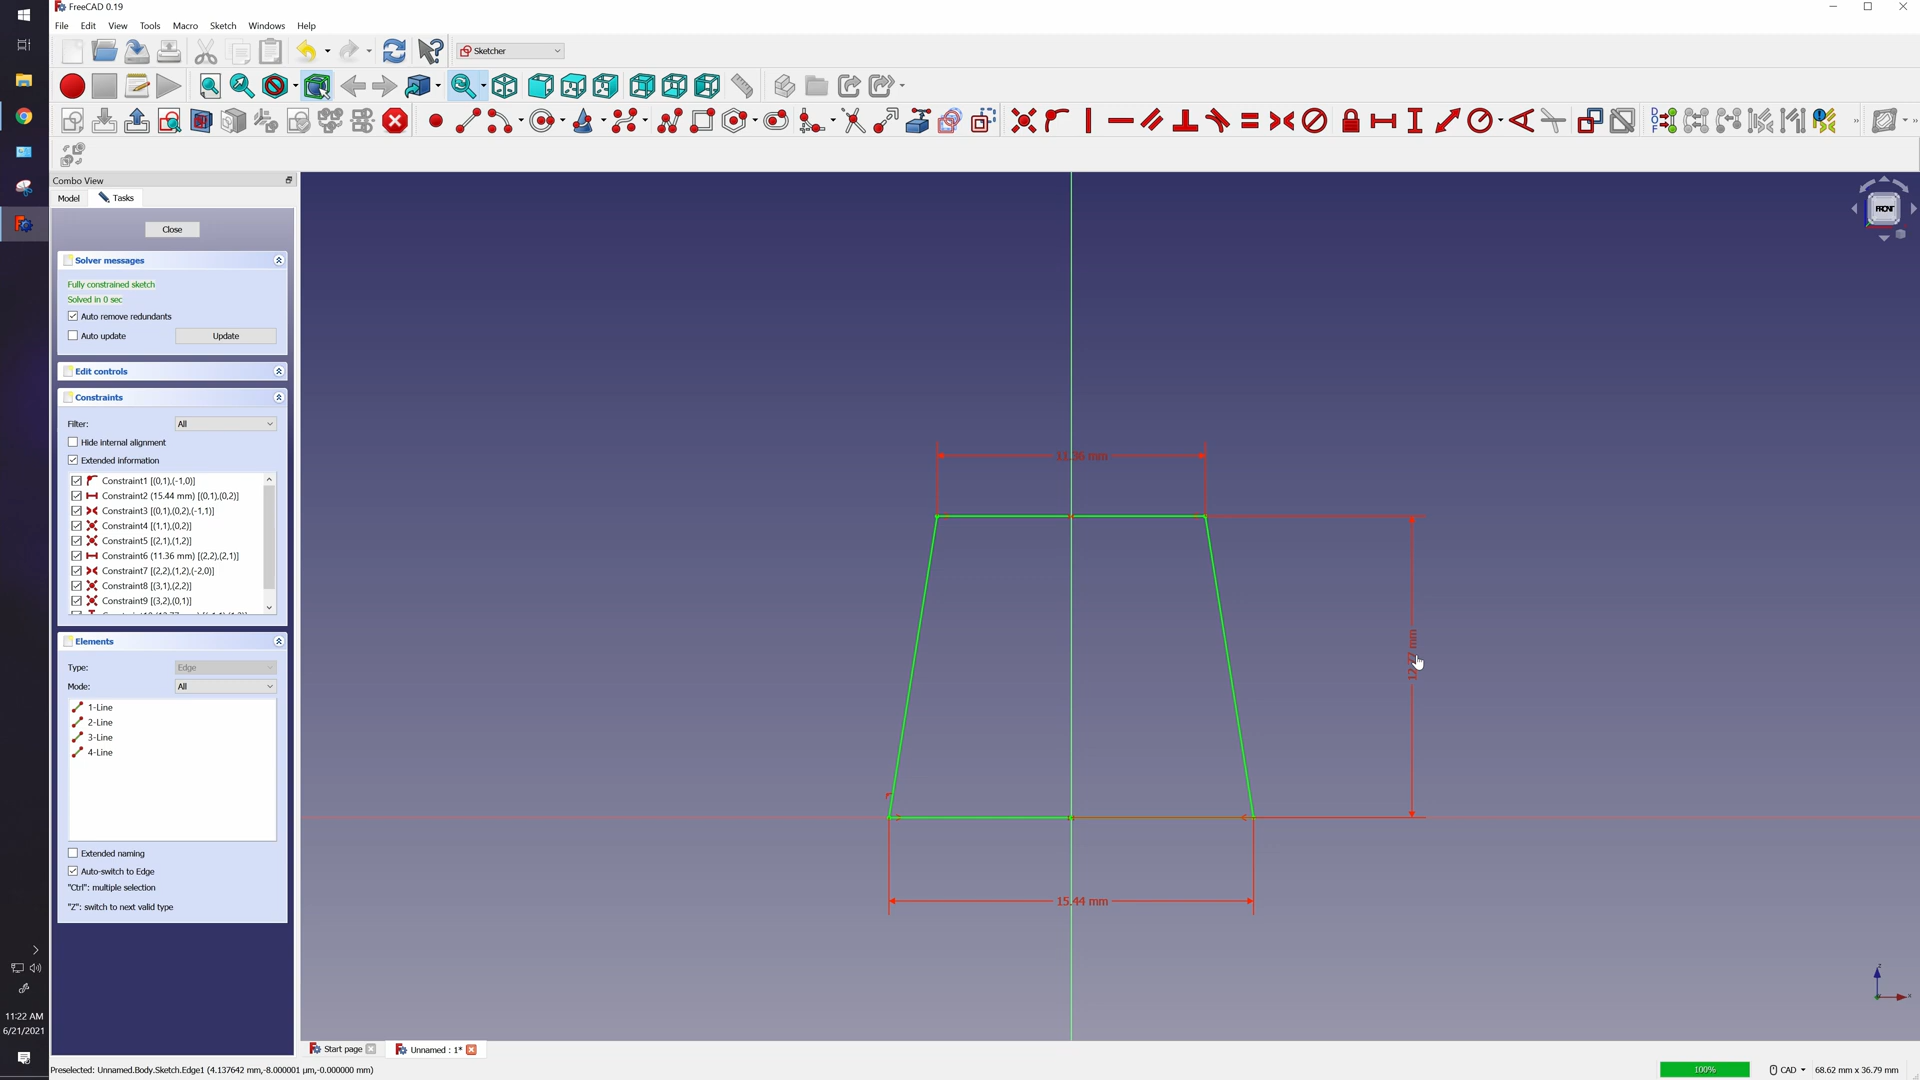 FreeCAD 0.19
File Edit View Tools Macro Sketch Windows Help
Sketcher
Combo View
Model Tasks
Close
Solver messages
Fully constrained sketch
Solved in 0 sec
Auto remove redundants
Auto update Update
Edit controls
Constraints
Filter: All
Hide internal alignment
Extended information
Constraint1 [(0,1),(-1,0)]
Constraint2 (15.44 mm) [(0,1),(0,2)]
Constraint3 [(0,1),(0,2),(-1,1)]
Constraint4 [(1,1),(0,2)]
Constraint5 [(2,1),(1,2)]
Constraint6 (11.36 mm) [(2,2),(2,1)]
Constraint7 [(2,2),(1,2),(-2,0)]
Constraint8 [(3,1),(2,2)]
Constraint9 [(3,2),(0,1)]
Elements
Type: Edge
Mode: All
1-Line
2-Line
3-Line
4-Line
Extended naming
Auto-switch to Edge
"Ctrl": multiple selection
"Z": switch to next valid type
11.36 mm
12.77 mm
15.44 mm
FRONT
z
x
11:22 AM
6/21/2021
Start page Unnamed : 1*
Preselected: Unnamed.Body.Sketch.Edge1 (4.137642 mm,-8.000001 µm,-0.000000 mm)
100% CAD 68.62 mm x 36.79 mm